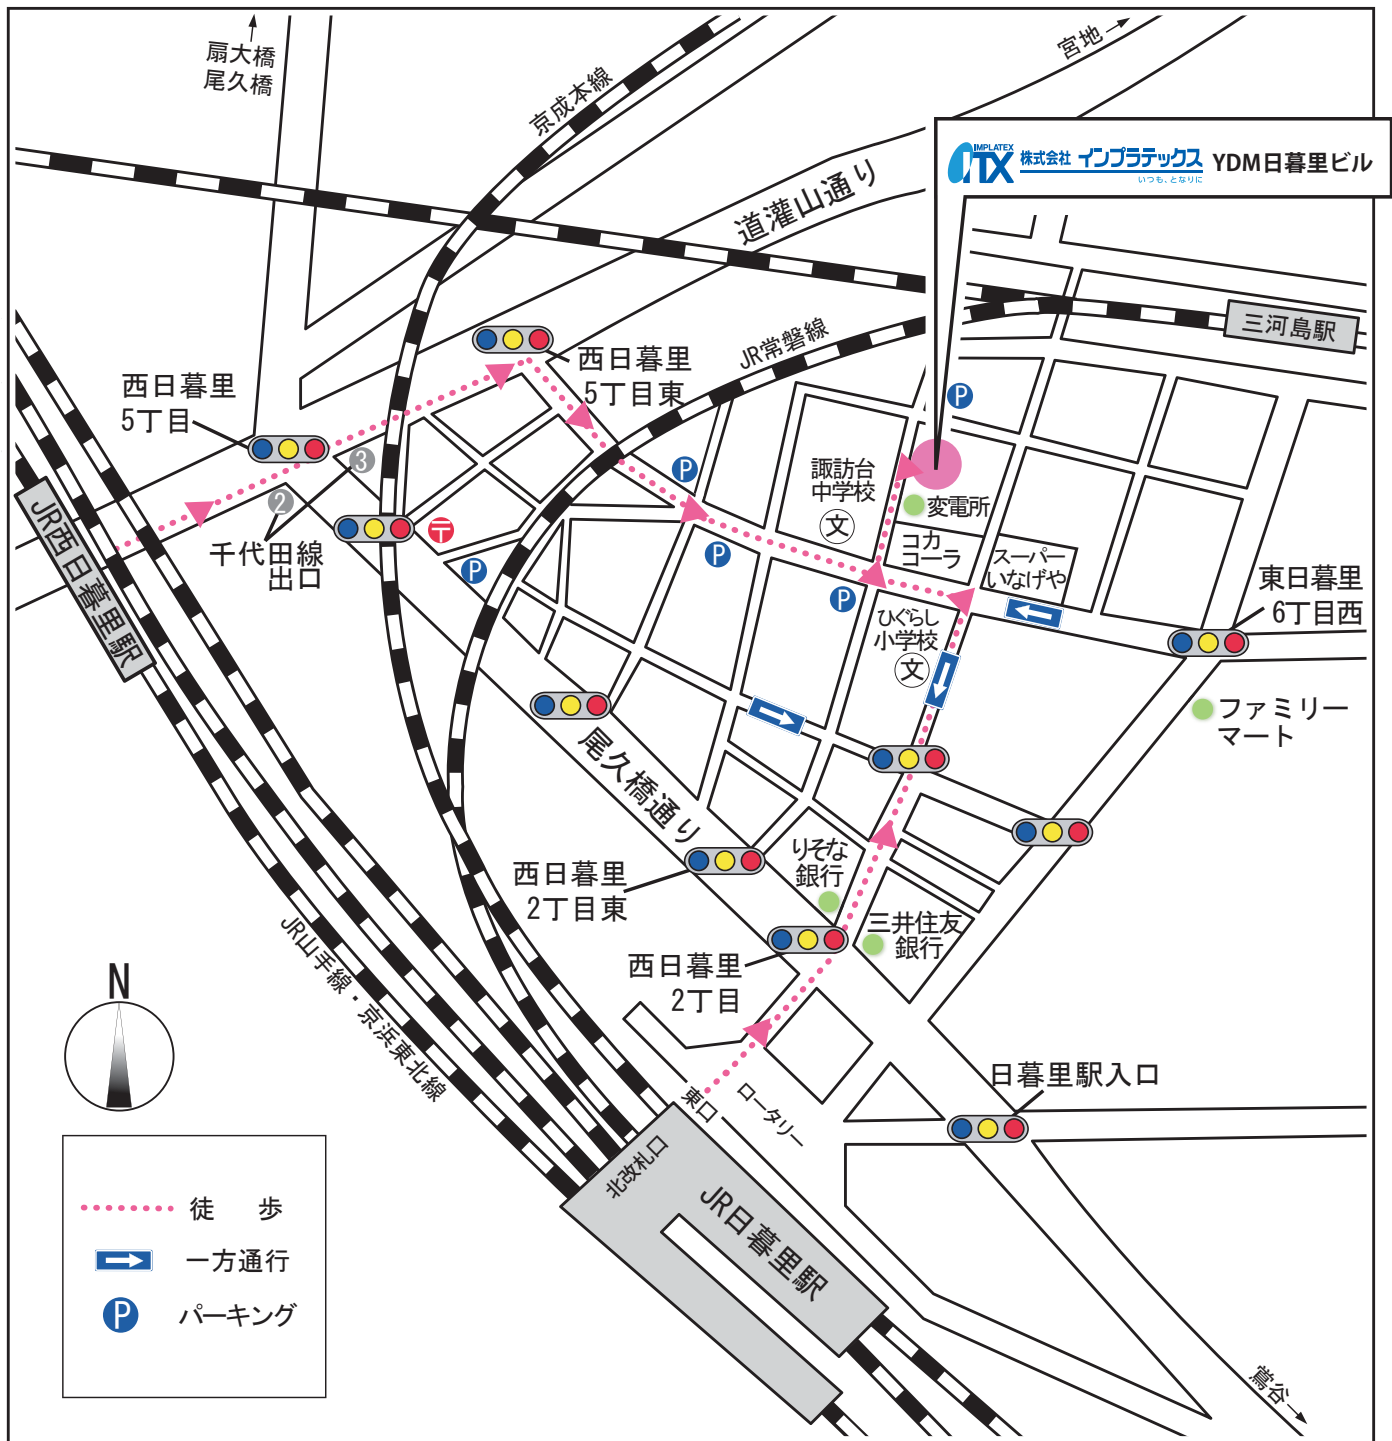 扇大橋
尾久橋
京成本線
宮地
IMPLATEX
ITX
株式会社 インプラテックス
いつも、となりに
YDM日暮里ビル
道灌山通り
JR常磐線
三河島駅
西日暮里
5丁目東
西日暮里
5丁目
3
2
千代田線
出口
〒
P
P
P
P
P
諏訪台
中学校
文
変電所
コカ
コーラ
スーパー
いなげや
ひぐらし
小学校
文
東日暮里
6丁目西
ファミリー
マート
JR西日暮里駅
尾久橋通り
りそな
銀行
西日暮里
2丁目東
三井住友
銀行
西日暮里
2丁目
JR山手線・京浜東北線
日暮里駅入口
東口
ロータリー
北改札口
JR日暮里駅
鴬谷
N
徒　歩
一方通行
P パーキング